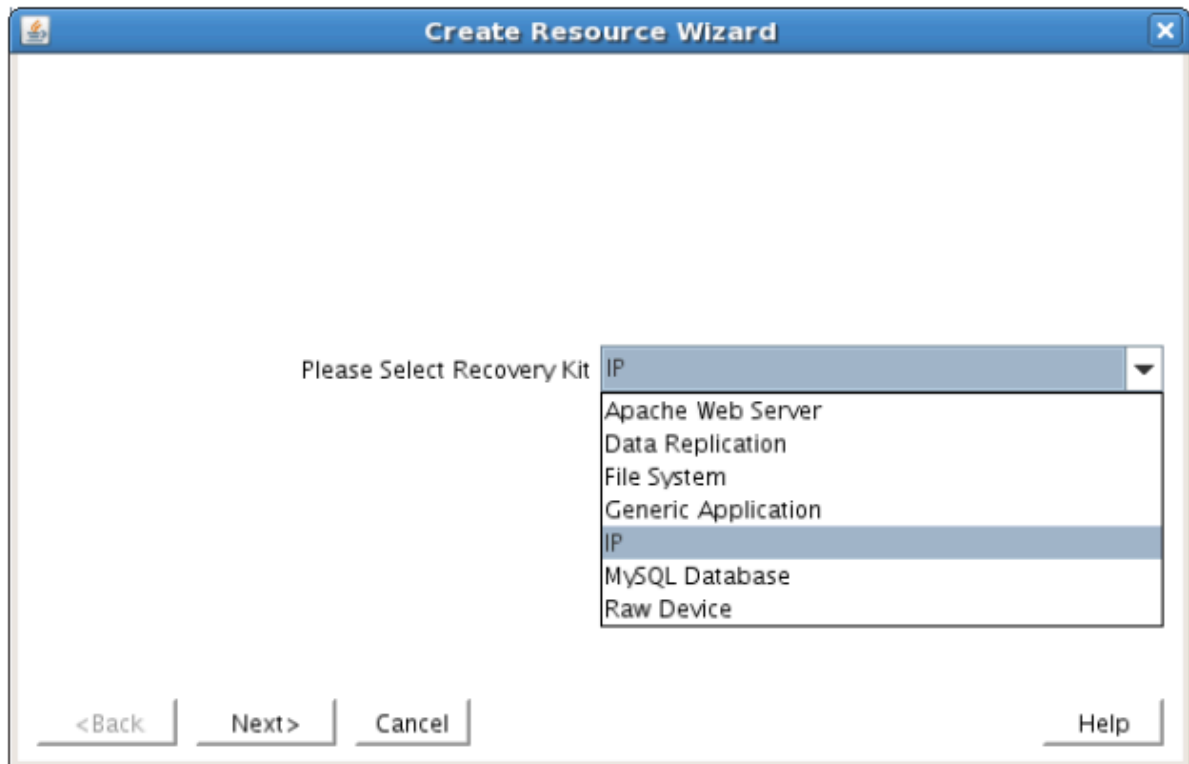 Create Resource Wizard
Please Select Recovery Kit IP
Apache Web Server
Data Replication
File System
Generic Application
IP
MySQL Database
Raw Device
<Back Next> Cancel Help